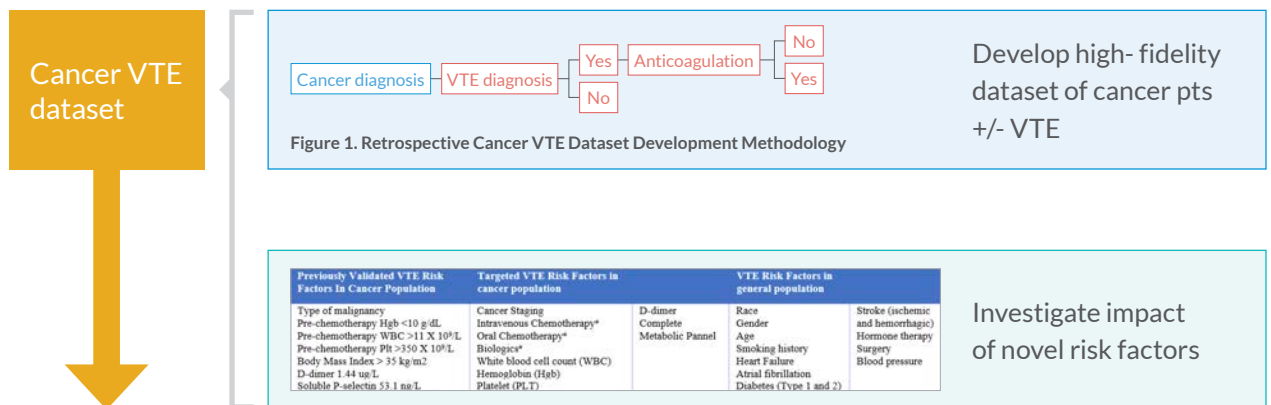 Cancer VTE
dataset
Cancer diagnosis
VTE diagnosis
Yes
No
Anticoagulation
No
Yes
Figure 1. Retrospective Cancer VTE Dataset Development Methodology
Develop high- fidelity
dataset of cancer pts
+/- VTE
Previously Validated VTE Risk
Factors In Cancer Population
Type of malignancy
Pre-chemotherapy Hgb <10 g/dL
Pre-chemotherapy WBC >11 X 10⁹/L
Pre-chemotherapy Plt >350 X 10⁹/L
Body Mass Index > 35 kg/m2
D-dimer 1.44 ug/L
Soluble P-selectin 53.1 ng/L
Targeted VTE Risk Factors in
cancer population
Cancer Staging
Intravenous Chemotherapy*
Oral Chemotherapy*
Biologics*
White blood cell count (WBC)
Hemoglobin (Hgb)
Platelet (PLT)
D-dimer
Complete
Metabolic Pannel
VTE Risk Factors in
general population
Race
Gender
Age
Smoking history
Heart Failure
Atrial fibrillation
Diabetes (Type 1 and 2)
Stroke (ischemic
and hemorrhagic)
Hormone therapy
Surgery
Blood pressure
Investigate impact
of novel risk factors